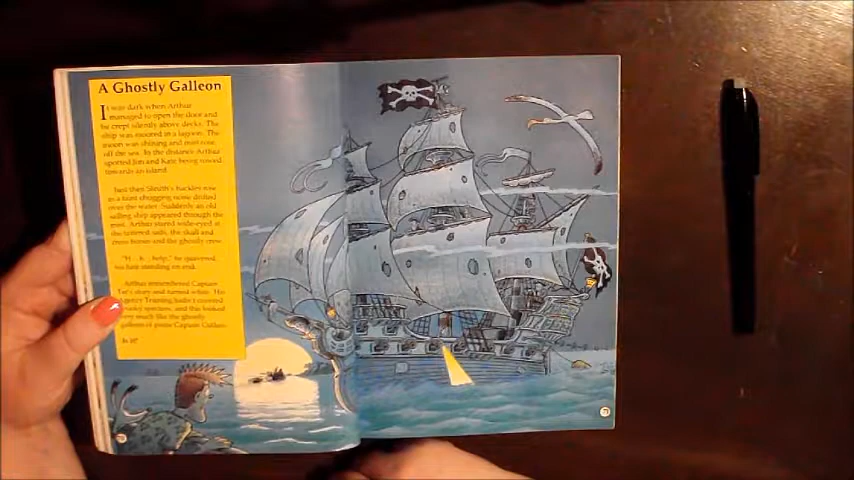 A Ghostly Galleon
It was dark when Arthur
managed to open the door and
he crept silently above decks. The
ship was moored in a lagoon. The
moon was shining and mist rose
off the sea. In the distance Arthur
spotted Jim and Kate being rowed
towards an island.
Just then Sleuth's hackles rose
as a faint clanging noise drifted
over the water. Suddenly an old
sailing ship appeared through the
mist. Arthur stared wide-eyed at
the tattered sails, the skull and
cross bones and the ghostly crew.
help," he quavered,
his hair standing on end.
Arthur remembered Captain
and turned white. His
Agency Training hadn't covered
spectres, and this looked
very much like the ghostly
galleon of pirate Captain
Is it?